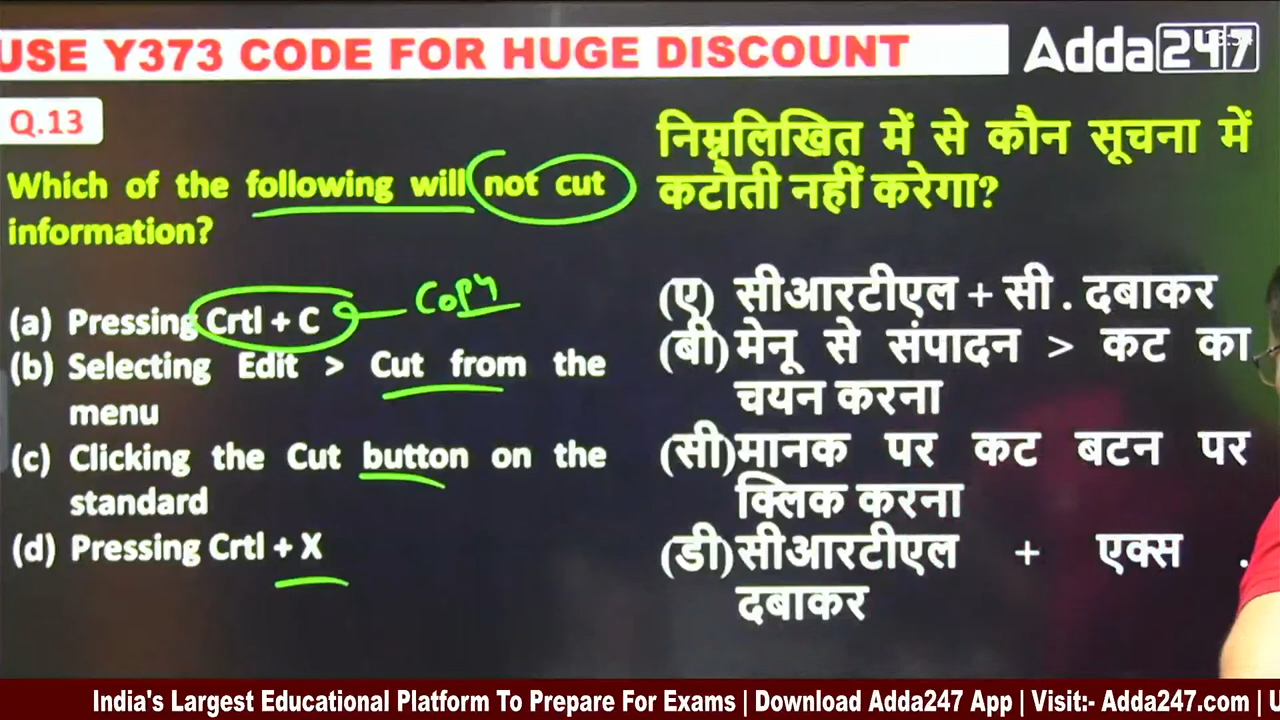 USE Y373 CODE FOR HUGE DISCOUNT
Adda247
Q.13
Which of the following will not cut
information?
(a) Pressing Crtl + C
Copy
(b) Selecting Edit > Cut from the
menu
(c) Clicking the Cut button on the
standard
(d) Pressing Crtl + X
निम्नलिखित में से कौन सूचना में
कटौती नहीं करेगा?
(ए) सीआरटीएल + सी . दबाकर
(बी) मेनू से संपादन > कट का
चयन करना
(सी) मानक पर कट बटन पर
क्लिक करना
(डी) सीआरटीएल + एक्स .
दबाकर
India's Largest Educational Platform To Prepare For Exams | Download Adda247 App | Visit:- Adda247.com | U